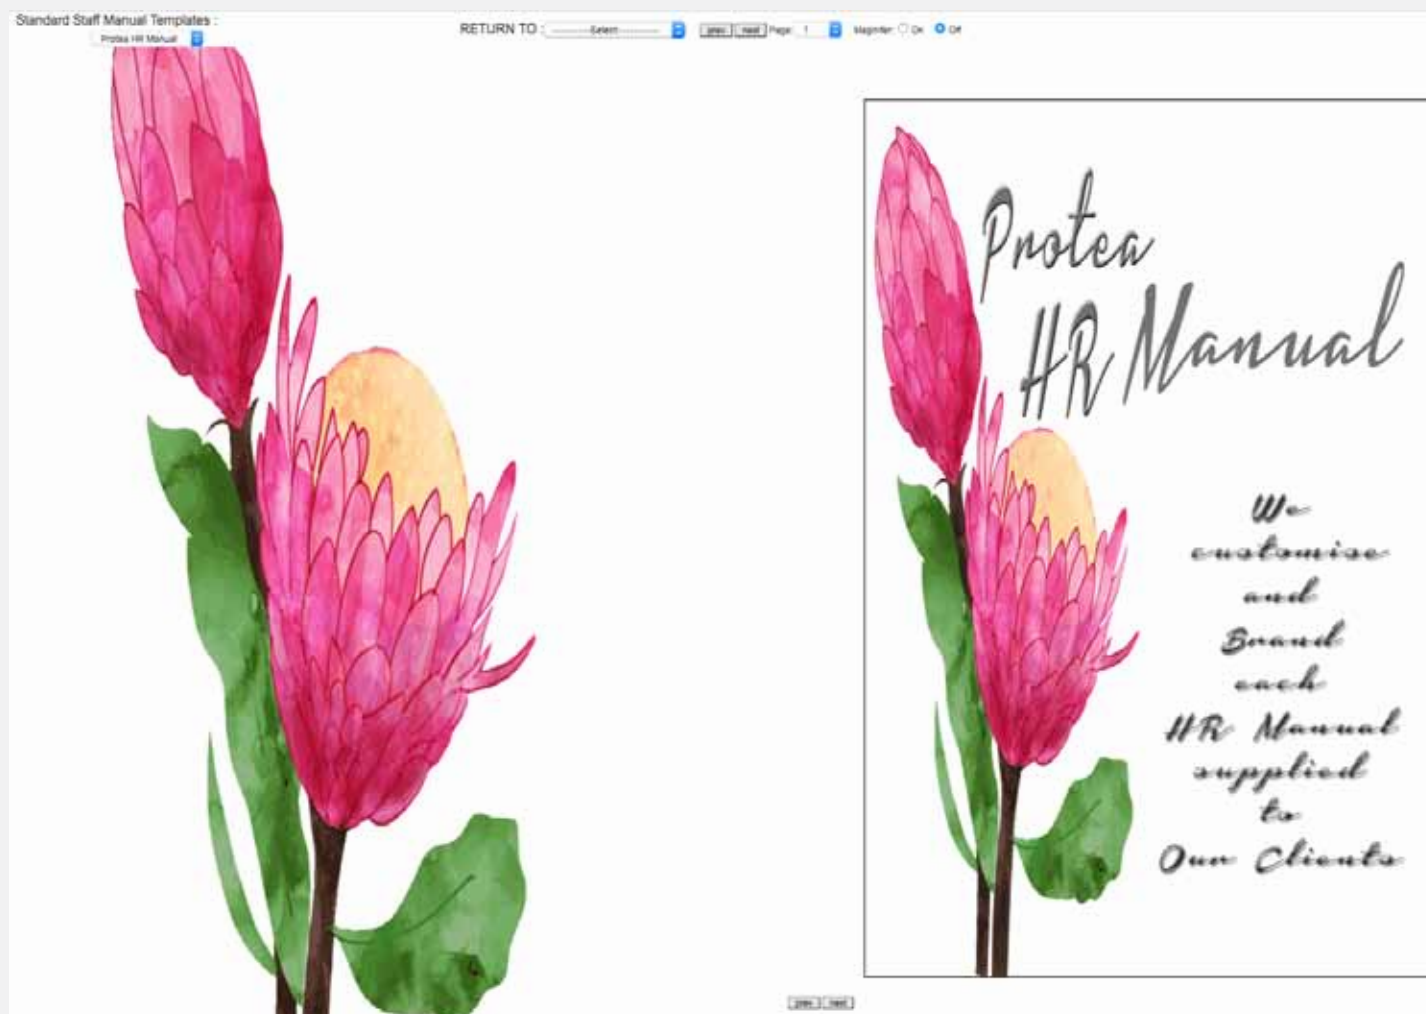 Standard Staff Manual Templates :
Protea HR Manual
RETURN TO : ----------Select---------- prev next Page: 1 Magnifier: On Off
Protea
HR Manual
We
customise
and
Brand
each
HR Manual
supplied
to
Our Clients
prev next